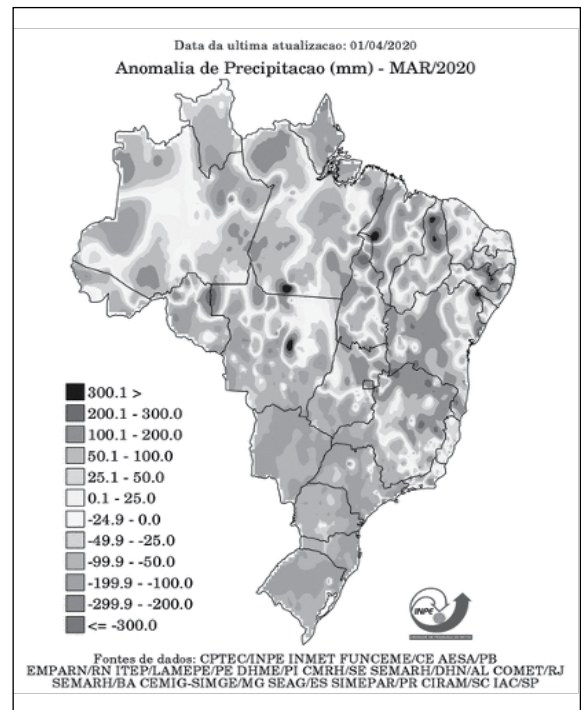 Data da ultima atualizacao: 01/04/2020
Anomalia de Precipitacao (mm) - MAR/2020
300.1 >
200.1 - 300.0
100.1 - 200.0
50.1 - 100.0
25.1 - 50.0
0.1 - 25.0
-24.9 - 0.0
-49.9 - -25.0
-99.9 - -50.0
-199.9 - -100.0
-299.9 - -200.0
<= -300.0
INPE
Fontes de dados: CPTEC/INPE INMET FUNCEME/CE AESA/PB
EMPARN/RN ITEP/LAMEPE/PE DHME/PI CMRH/SE SEMARH/DHN/AL COMET/RJ
SEMARH/BA CEMIG-SIMGE/MG SEAG/ES SIMEPAR/PR CIRAM/SC IAC/SP